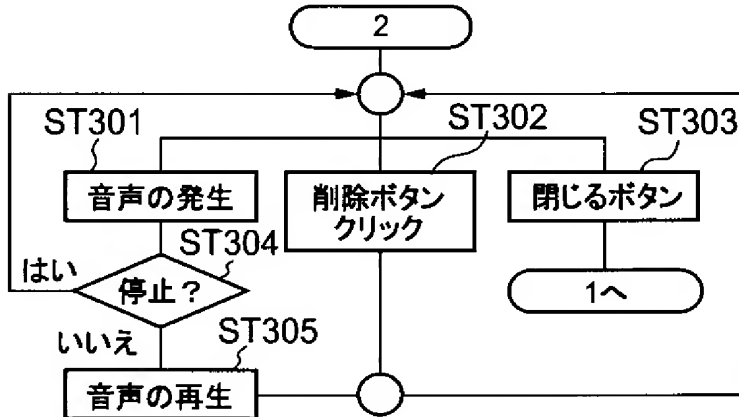 2
ST301
ST302
ST303
音声の発生
削除ボタン
クリック
閉じるボタン
ST304
はい
停止？
1へ
いいえ
ST305
音声の再生